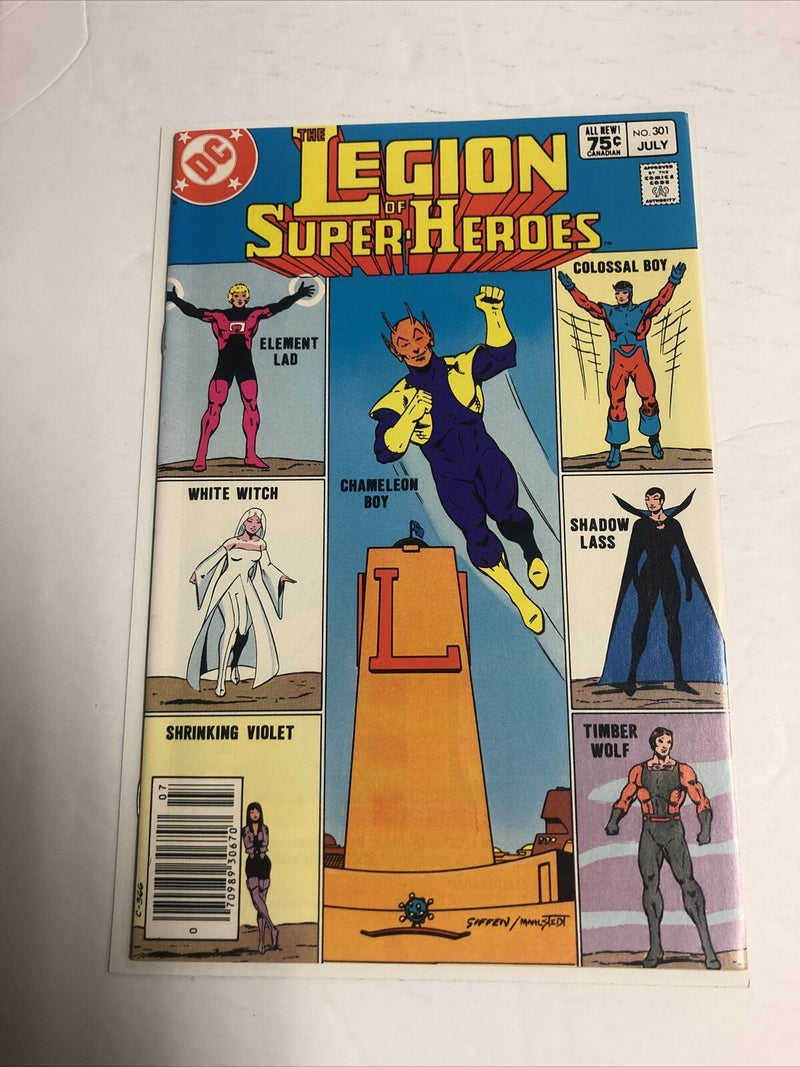 DC
THE
LEGION
OF
SUPER-HEROES
TM
ALL NEW!
75¢
CANADIAN
NO. 301
JULY
APPROVED
BY THE
COMICS
CODE
AUTHORITY
ELEMENT
LAD
COLOSSAL BOY
CHAMELEON
BOY
WHITE WITCH
SHADOW
LASS
SHRINKING VIOLET
TIMBER
WOLF
L
07
0
70989 30670
C-366
GIFFEN/MAHLSTEDT